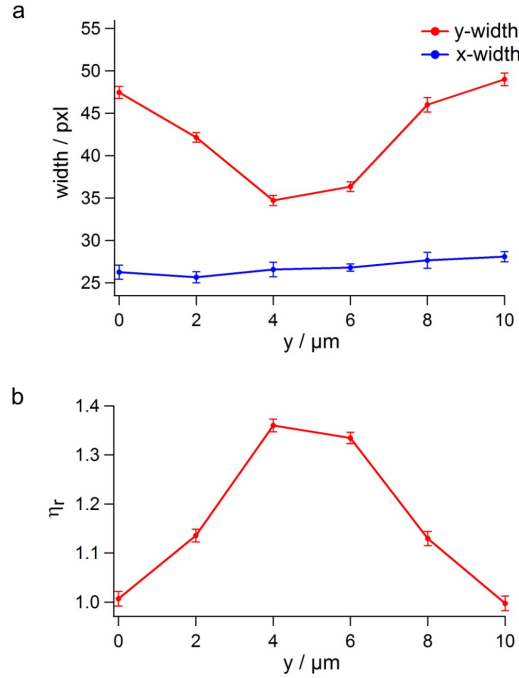 a
55
50
45
40
35
30
25
width / pxl
y-width
x-width
0 2 4 6 8 10
y / µm
b
1.4
1.3
1.2
1.1
1.0
ηr
0 2 4 6 8 10
y / µm